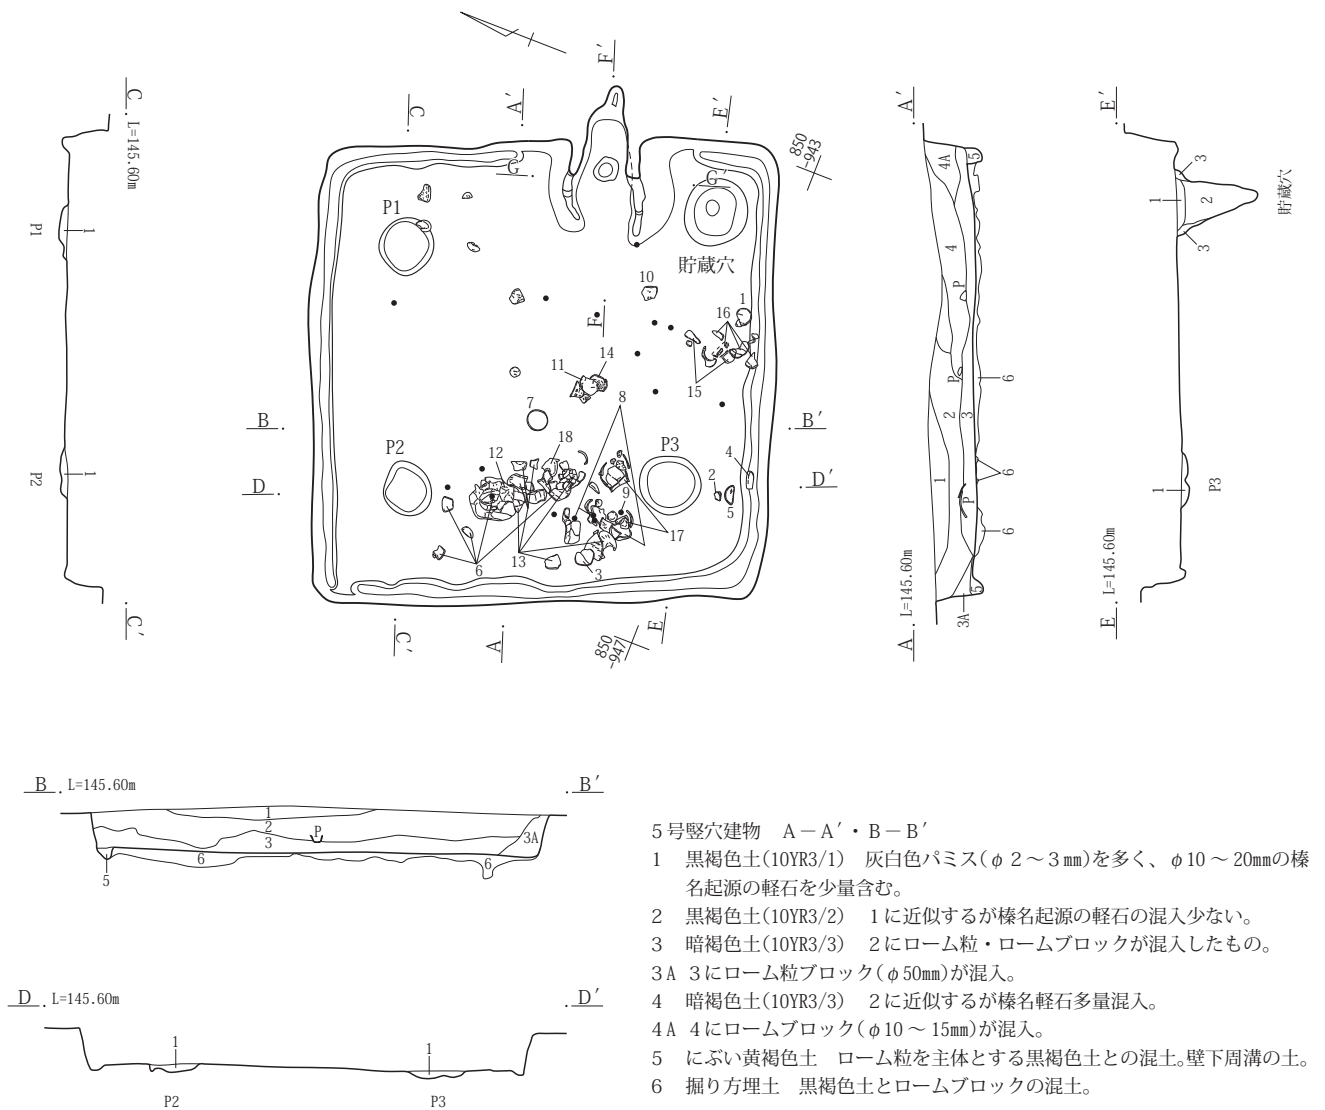 C
L=145.60m
P1
1
P2
1
C′
F′
C
A′
E′
850
-943
G
G′
P1
貯蔵穴
10
1
16
F
14
11
15
7
8
B
B′
P2
12
18
P3
4
D
D′
2
9
5
17
6
13
3
C′
A
E
850
-947
A′
4A
5
4
P
P
6
2
3
6
1
P
6
5
3A
A
L=145.60m
E′
3
1
2
3
貯蔵穴
1
P3
E
L=145.60m
B
L=145.60m
B′
1
2
P
3
3A
6
6
5
D
L=145.60m
D′
1
1
P2
P3
5号竪穴建物 A－A′・B－B′
1 黒褐色土(10YR3/1) 灰白色パミス(φ2～3㎜)を多く、φ10～20㎜の榛
名起源の軽石を少量含む。
2 黒褐色土(10YR3/2) 1に近似するが榛名起源の軽石の混入少ない。
3 暗褐色土(10YR3/3) 2にローム粒・ロームブロックが混入したもの。
3A 3にローム粒ブロック(φ50㎜)が混入。
4 暗褐色土(10YR3/3) 2に近似するが榛名軽石多量混入。
4A 4にロームブロック(φ10～15㎜)が混入。
5 にぶい黄褐色土 ローム粒を主体とする黒褐色土との混土。壁下周溝の土。
6 掘り方埋土 黒褐色土とロームブロックの混土。